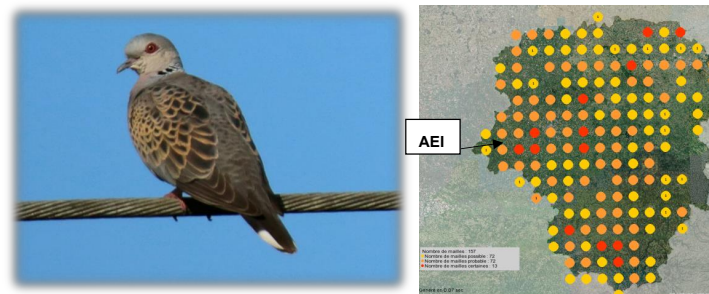 AEI
Nombre de mailles : 157
Nombre de mailles possible : 72
Nombre de mailles probable : 72
Nombre de mailles certaines : 13